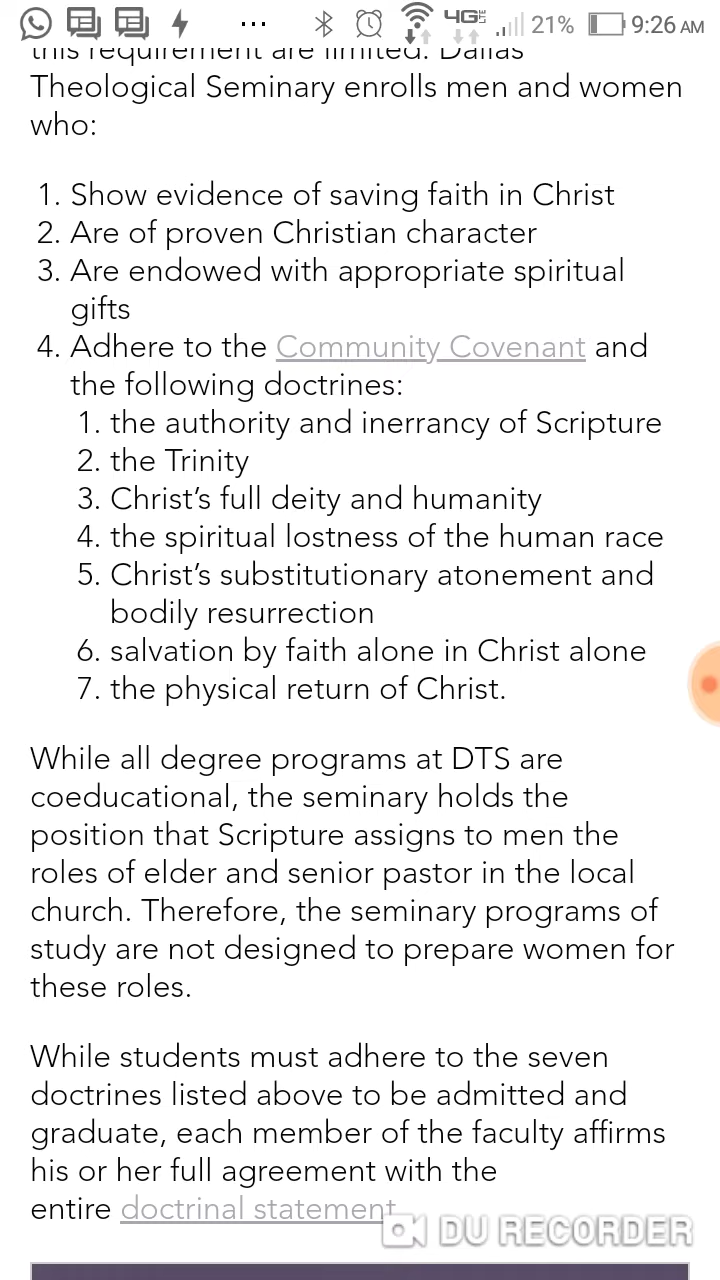 ... 4G LTE 21% 9:26 AM
this requirement are limited. Dallas
Theological Seminary enrolls men and women
who:
1. Show evidence of saving faith in Christ
2. Are of proven Christian character
3. Are endowed with appropriate spiritual
gifts
4. Adhere to the Community Covenant and
the following doctrines:
1. the authority and inerrancy of Scripture
2. the Trinity
3. Christ’s full deity and humanity
4. the spiritual lostness of the human race
5. Christ’s substitutionary atonement and
bodily resurrection
6. salvation by faith alone in Christ alone
7. the physical return of Christ.
While all degree programs at DTS are
coeducational, the seminary holds the
position that Scripture assigns to men the
roles of elder and senior pastor in the local
church. Therefore, the seminary programs of
study are not designed to prepare women for
these roles.
While students must adhere to the seven
doctrines listed above to be admitted and
graduate, each member of the faculty affirms
his or her full agreement with the
entire doctrinal statement
DU RECORDER